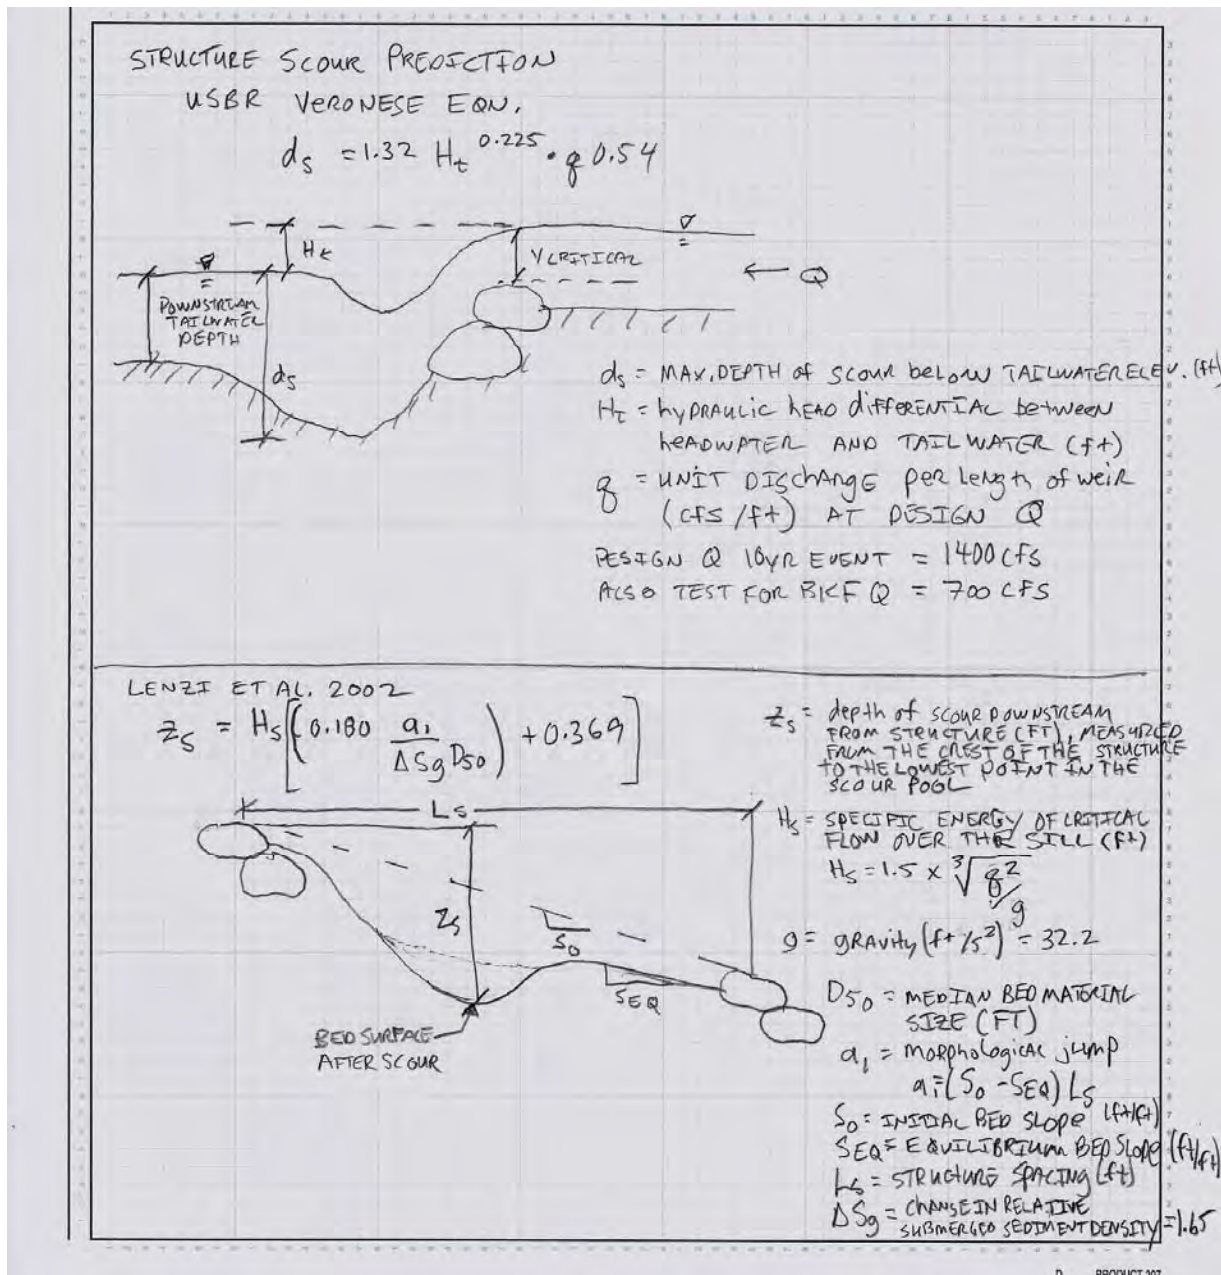 STRUCTURE SCOUR PREDICTION
USBR VERONESE EQN.
ds = 1.32 Ht^0.225 · q 0.54
Ht
Y CRITICAL
← Q
DOWNSTREAM
TAILWATER
DEPTH
ds
ds = MAX. DEPTH of SCOUR below TAILWATER ELEV. (ft)
Ht = hyDRAULIC hEAD diffERENTIAL between
hEADWATER AND TAILWATER (ft)
q = UNIT DISchARgE per Length of weir
(cfs/ft) AT DESIGN Q
DESIGN Q 10yR EVENT = 1400 cfs
ALSO TEST FOR BKF Q = 700 CFS
LENZI ET AL. 2002
Zs = Hs[(0.180 a1/ΔSg D50) + 0.369]
Zs = depth of SCOUR DOWNSTREAM
FROM STRUCTURE (FT), MEASURED
FROM THE CREST OF THE STRUCTURE
TO THE LOWEST POINT IN THE
SCOUR POOL
Ls
Hs = SPECIFIC ENERGY OF CRITICAL
FLOW OVER THE SILL (Ft)
Hs = 1.5 x ∛q²/g
Zs
So
SEQ
g = gRAvity (ft/s²) = 32.2
D50 = MEDIAN BED MATERIAL
SIZE (FT)
BED SURFACE
AFTER SCOUR
a1 = MORphologicAL jump
a1=(So - SEQ) Ls
So = INITIAL BED SLOPE (ft/ft)
SEQ = EQUILIBRIUM BED SLOPE (ft/ft)
Ls = STRUCTURE SPACING (ft)
ΔSg = CHANGE IN RELATIVE
SUBMERGED SEDIMENT DENSITY = 1.65
PRODUCT 207